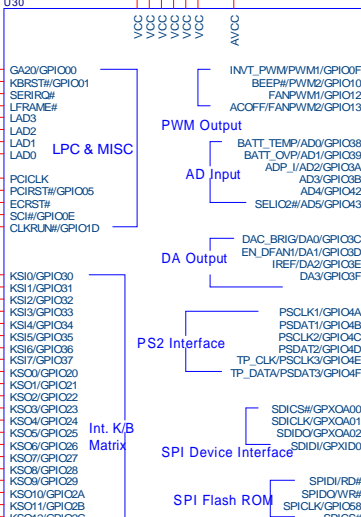 U30
VCC
VCC
VCC
VCC
VCC
VCC
AVCC
GA20/GPIO00
KBRST#/GPIO01
SERIRQ#
LFRAME#
LAD3
LAD2
LAD1
LAD0
LPC & MISC
PCICLK
PCIRST#/GPIO05
ECRST#
SCI#/GPIO0E
CLKRUN#/GPIO1D
INVT_PWM/PWM1/GPIO0F
BEEP#/PWM2/GPIO10
FANPWM1/GPIO12
ACOFF/FANPWM2/GPIO13
PWM Output
BATT_TEMP/AD0/GPIO38
BATT_OVP/AD1/GPIO39
ADP_I/AD2/GPIO3A
AD3/GPIO3B
AD4/GPIO42
SELIO2#/AD5/GPIO43
AD Input
DAC_BRIG/DA0/GPIO3C
EN_DFAN1/DA1/GPIO3D
IREF/DA2/GPIO3E
DA3/GPIO3F
DA Output
KSI0/GPIO30
KSI1/GPIO31
KSI2/GPIO32
KSI3/GPIO33
KSI4/GPIO34
KSI5/GPIO35
KSI6/GPIO36
KSI7/GPIO37
KSO0/GPIO20
KSO1/GPIO21
KSO2/GPIO22
KSO3/GPIO23
KSO4/GPIO24
KSO5/GPIO25
KSO6/GPIO26
KSO7/GPIO27
KSO8/GPIO28
KSO9/GPIO29
KSO10/GPIO2A
KSO11/GPIO2B
KSO12/GPIO2C
Int. K/B
Matrix
PSCLK1/GPIO4A
PSDAT1/GPIO4B
PSCLK2/GPIO4C
PSDAT2/GPIO4D
TP_CLK/PSCLK3/GPIO4E
TP_DATA/PSDAT3/GPIO4F
PS2 Interface
SDICS#/GPXOA00
SDICLK/GPXOA01
SDIDO/GPXOA02
SDIDI/GPXID0
SPI Device Interface
SPIDI/RD#
SPIDO/WR#
SPICLK/GPIO58
SPICS#
SPI Flash ROM